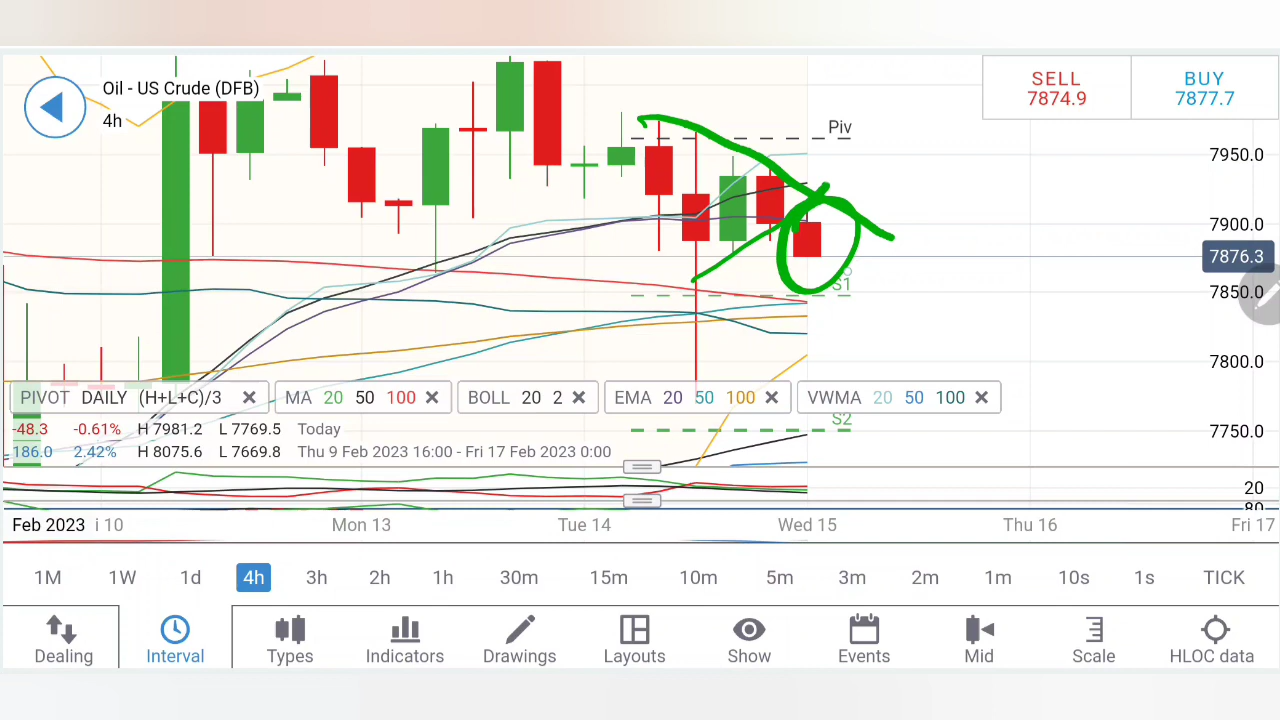 Oil - US Crude (DFB)
4h
SELL
7874.9
BUY
7877.7
Piv
7950.0
7900.0
7876.3
S1
7850.0
7800.0
PIVOT DAILY (H+L+C)/3 ×
MA 20 50 100 ×
BOLL 20 2 ×
EMA 20 50 100 ×
VWMA 20 50 100 ×
S2
7750.0
-48.3 -0.61% H 7981.2 L 7769.5 Today
186.0 2.42% H 8075.6 L 7669.8 Thu 9 Feb 2023 16:00 - Fri 17 Feb 2023 0:00
20
80
Feb 2023 i 10 Mon 13 Tue 14 Wed 15 Thu 16 Fri 17
1M 1W 1d 4h 3h 2h 1h 30m 15m 10m 5m 3m 2m 1m 10s 1s TICK
Dealing Interval Types Indicators Drawings Layouts Show Events Mid Scale HLOC data